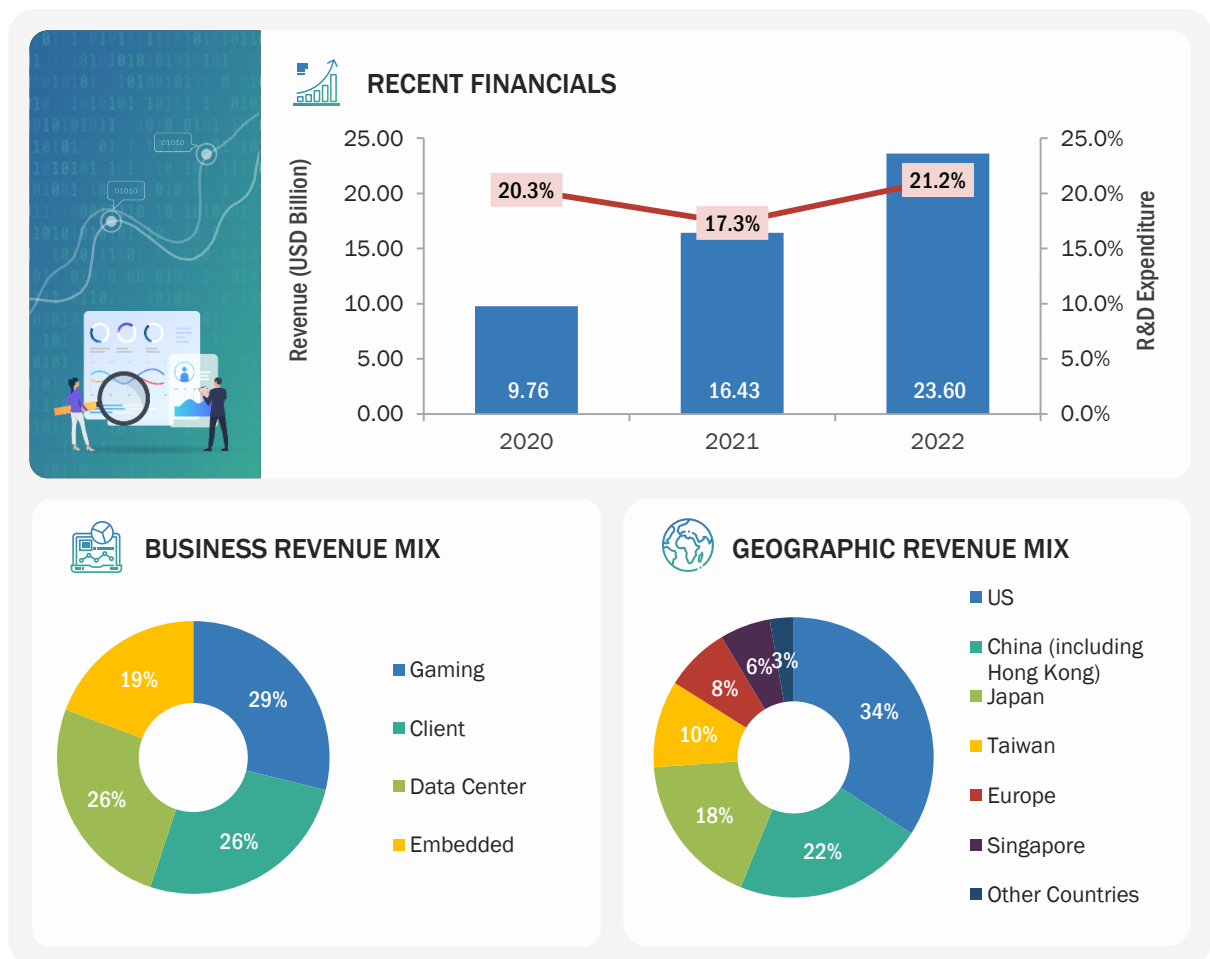 RECENT FINANCIALS
Revenue (USD Billion)
25.00
20.00
15.00
10.00
5.00
0.00
20.3%
17.3%
21.2%
9.76
16.43
23.60
2020
2021
2022
25.0%
20.0%
15.0%
10.0%
5.0%
0.0%
R&D Expenditure
01010
01010
BUSINESS REVENUE MIX
29%
26%
26%
19%
Gaming
Client
Data Center
Embedded
GEOGRAPHIC REVENUE MIX
34%
22%
18%
10%
8%
6%
3%
US
China (including
Hong Kong)
Japan
Taiwan
Europe
Singapore
Other Countries